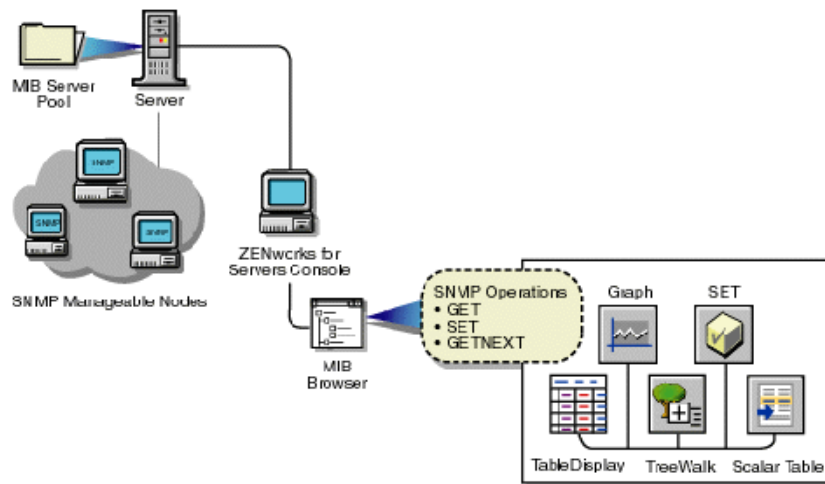 MIB Server
Pool
Server
SNMP
SNMP
SNMP
SNMP Manageable Nodes
ZENworks for
Servers Console
MIB
Browser
SNMP Operations
• GET
• SET
• GETNEXT
Graph
SET
TableDisplay
TreeWalk
Scalar Table